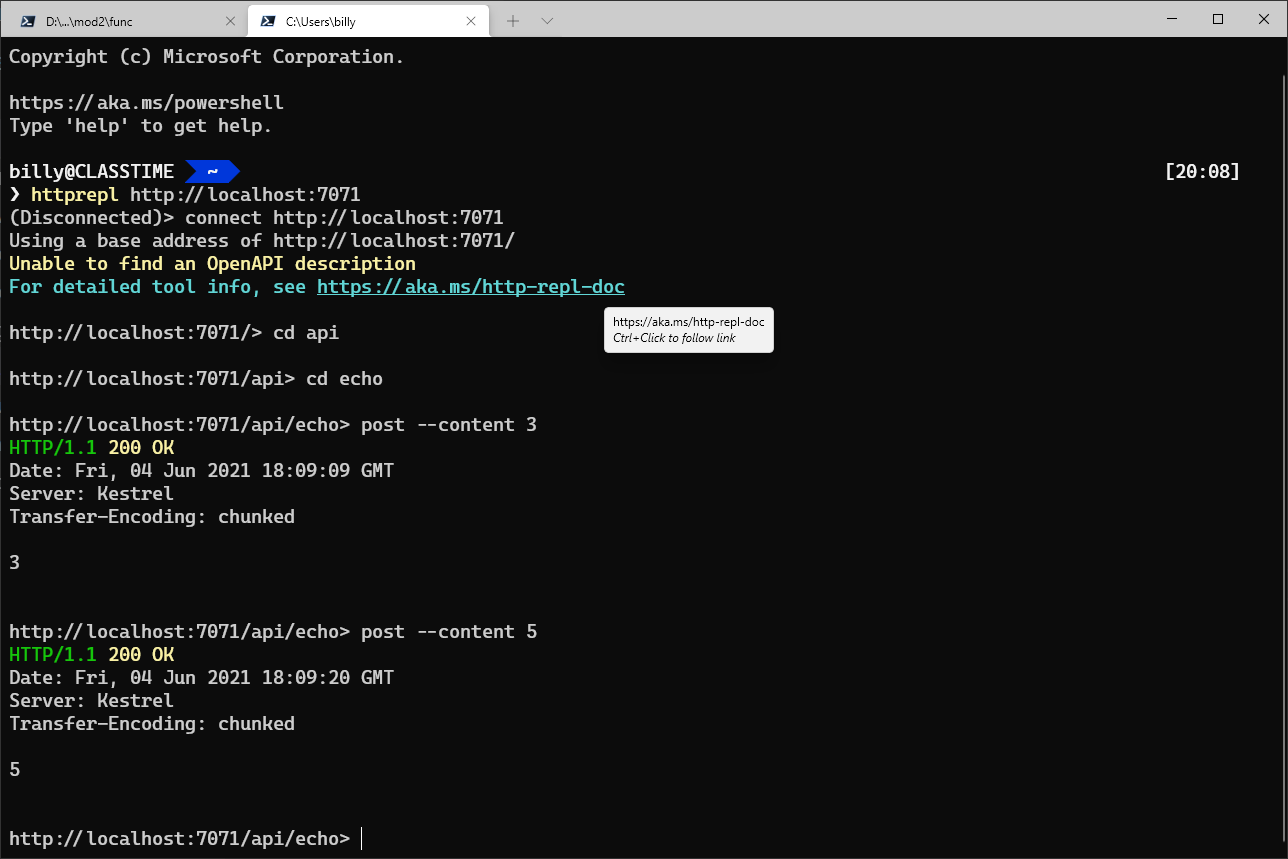 D:\...\mod2\func
C:\Users\billy
Copyright (c) Microsoft Corporation.
https://aka.ms/powershell
Type 'help' to get help.
billy@CLASSTIME ~ [20:08]
❯ httprepl http://localhost:7071
(Disconnected)> connect http://localhost:7071
Using a base address of http://localhost:7071/
Unable to find an OpenAPI description
For detailed tool info, see https://aka.ms/http-repl-doc
https://aka.ms/http-repl-doc
Ctrl+Click to follow link
http://localhost:7071/> cd api
http://localhost:7071/api> cd echo
http://localhost:7071/api/echo> post --content 3
HTTP/1.1 200 OK
Date: Fri, 04 Jun 2021 18:09:09 GMT
Server: Kestrel
Transfer-Encoding: chunked
3
http://localhost:7071/api/echo> post --content 5
HTTP/1.1 200 OK
Date: Fri, 04 Jun 2021 18:09:20 GMT
Server: Kestrel
Transfer-Encoding: chunked
5
http://localhost:7071/api/echo>